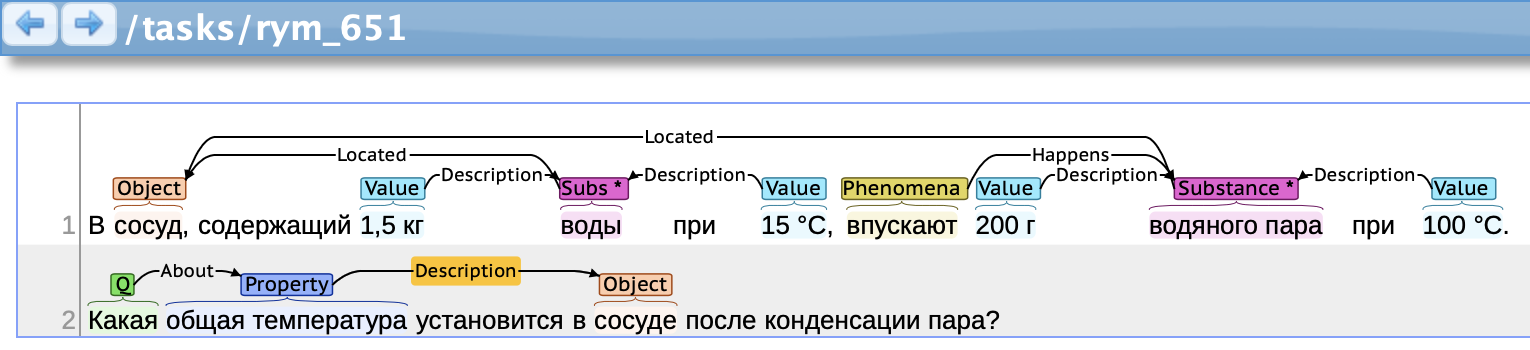 /tasks/rym_651
Located
Located Happens
Object Value Description Subs * Description Value Phenomena Value Description Substance * Description Value
1 В сосуд, содержащий 1,5 кг воды при 15 °C, впускают 200 г водяного пара при 100 °C.
Q About Property Description Object
2 Какая общая температура установится в сосуде после конденсации пара?